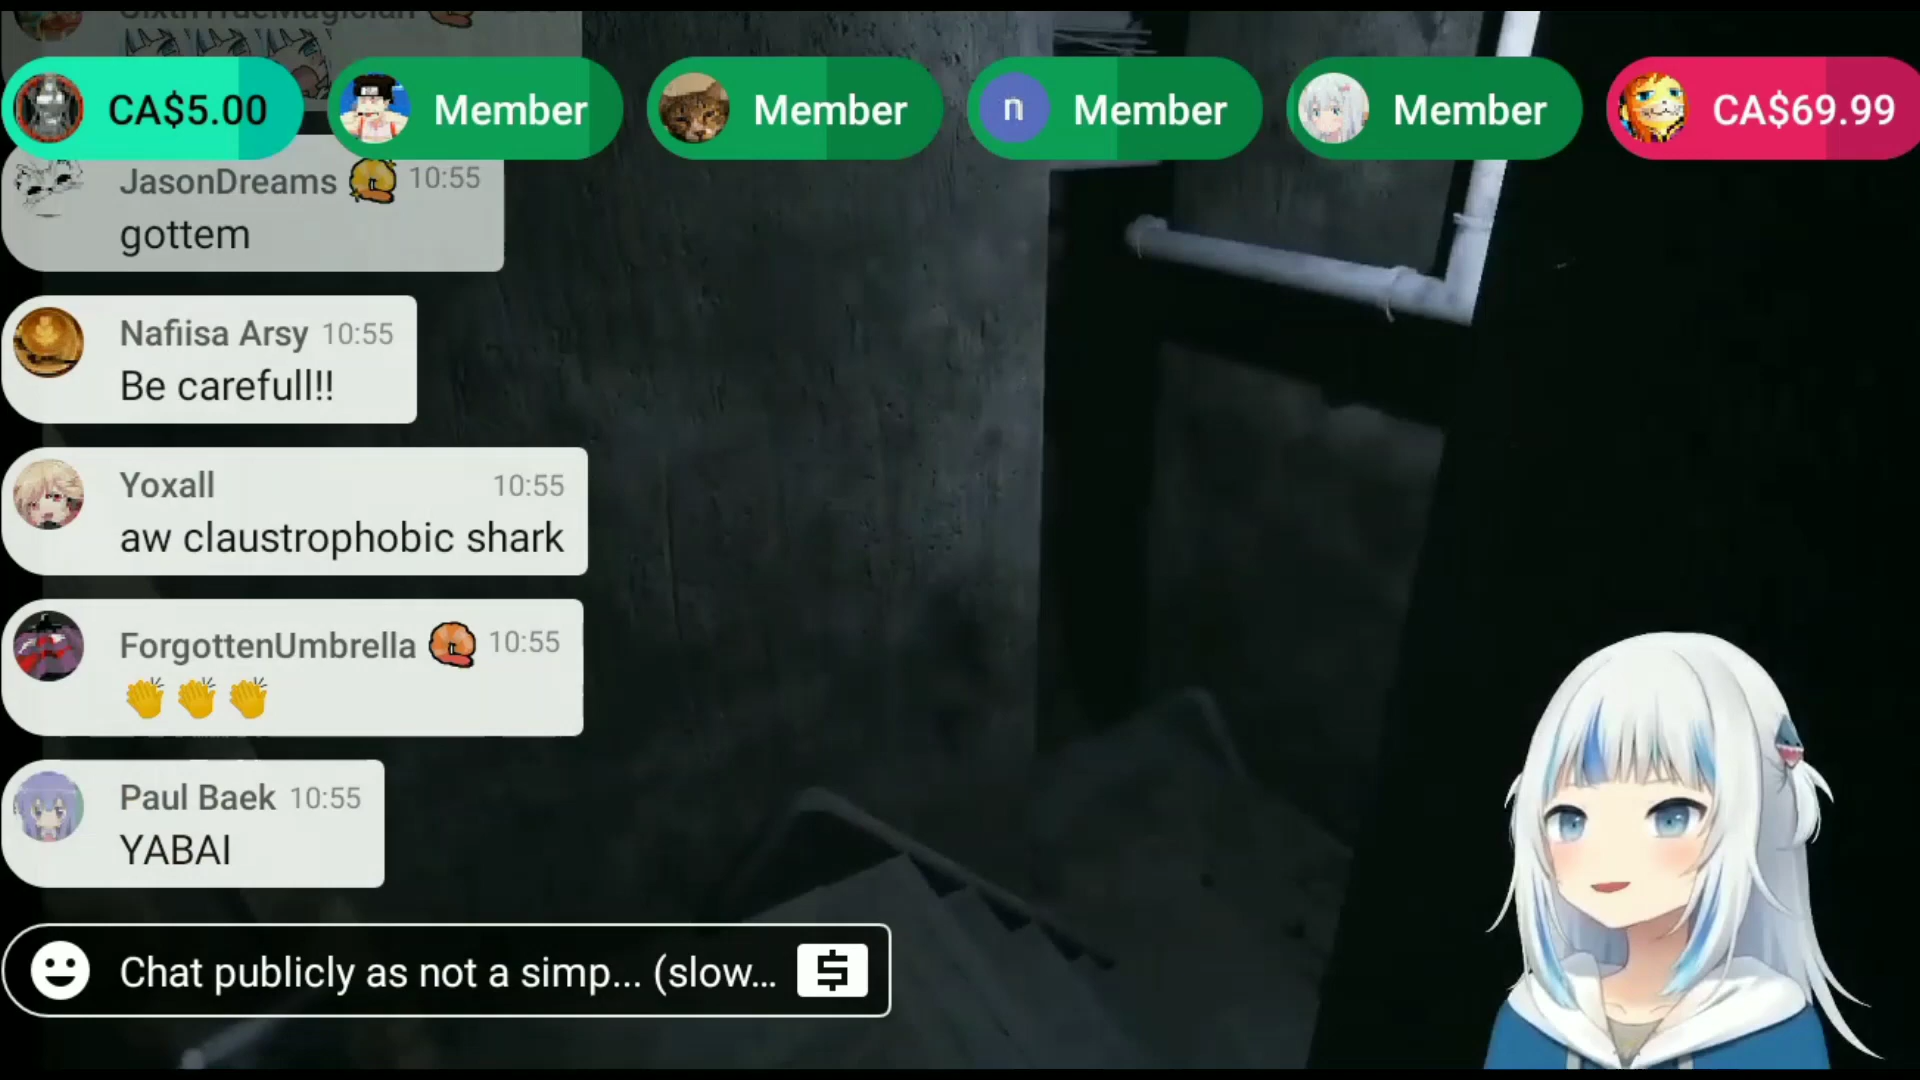 SixthTrueMagician
CA$5.00
Member
Member
n
Member
Member
CA$69.99
JasonDreams 10:55
gottem
Nafiisa Arsy 10:55
Be carefull!!
Yoxall 10:55
aw claustrophobic shark
ForgottenUmbrella 10:55
👏👏👏
Paul Baek 10:55
YABAI
Chat publicly as not a simp... (slow...